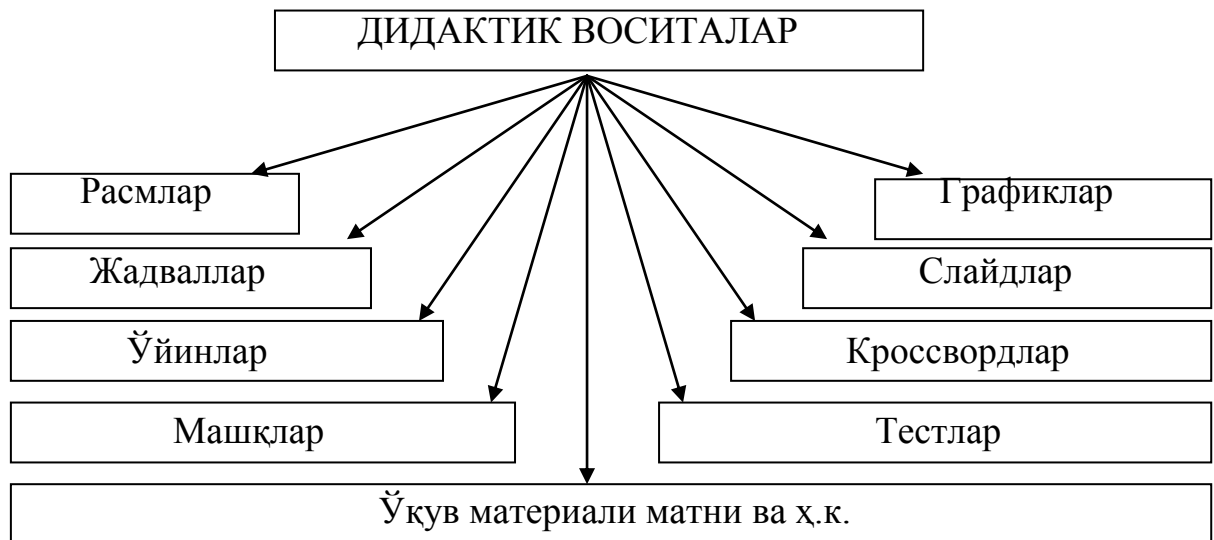 ДИДАКТИК ВОСИТАЛАР
Расмлар
Графиклар
Жадваллар
Слайдлар
Ўйинлар
Кроссвордлар
Машқлар
Тестлар
Ўқув материали матни ва ҳ.к.